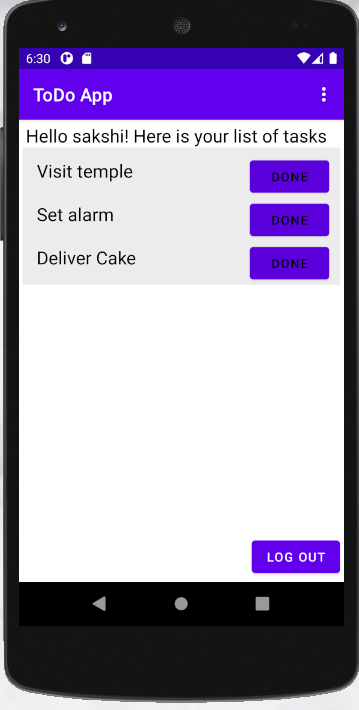 6:30
ToDo App
Hello sakshi! Here is your list of tasks
Visit temple DONE
Set alarm DONE
Deliver Cake DONE
LOG OUT